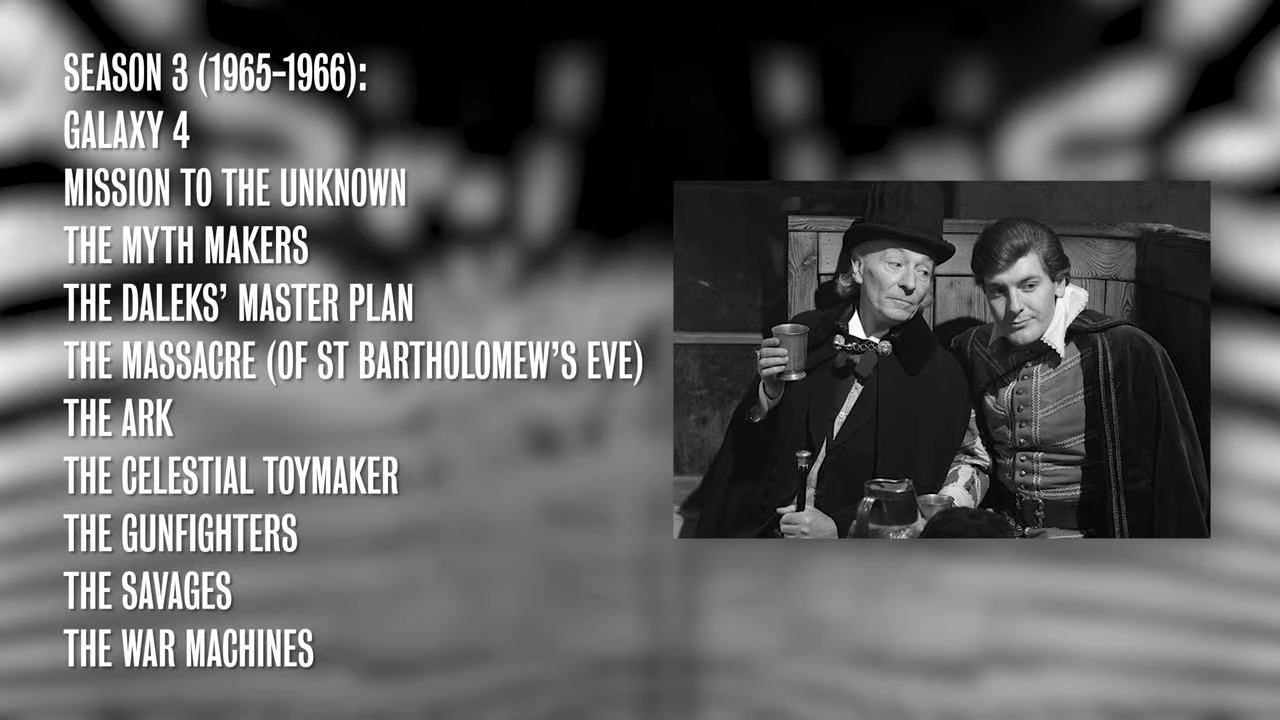 SEASON 3 (1965–1966):
GALAXY 4
MISSION TO THE UNKNOWN
THE MYTH MAKERS
THE DALEKS’ MASTER PLAN
THE MASSACRE (OF ST BARTHOLOMEW’S EVE)
THE ARK
THE CELESTIAL TOYMAKER
THE GUNFIGHTERS
THE SAVAGES
THE WAR MACHINES